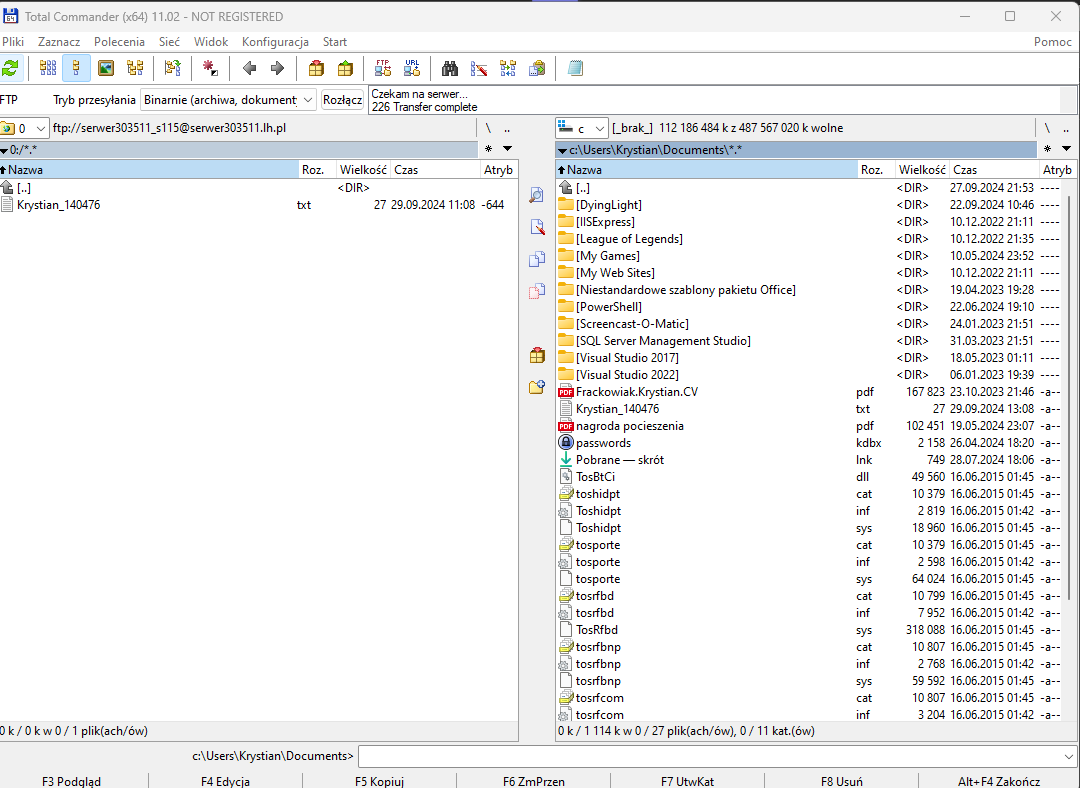 Total Commander (x64) 11.02 - NOT REGISTERED
Pliki Zaznacz Polecenia Sieć Widok Konfiguracja Start Pomoc
FTP URL
FTP Tryb przesyłania Binarnie (archiwa, dokument Rozłącz Czekam na serwer...
226 Transfer complete
0 ftp://serwer303511_s115@serwer303511.lh.pl \ ..
c [_brak_] 112 186 484 k z 487 567 020 k wolne \ ..
0:/*.* *
c:\Users\Krystian\Documents\*.* *
Nazwa Roz. Wielkość Czas Atryb
[..] <DIR>
Krystian_140476 txt 27 29.09.2024 11:08 -644
Nazwa Roz. Wielkość Czas Atryb
[..] <DIR> 27.09.2024 21:53 ----
[DyingLight] <DIR> 22.09.2024 10:46 ----
[IISExpress] <DIR> 10.12.2022 21:11 ----
[League of Legends] <DIR> 10.12.2022 21:35 ----
[My Games] <DIR> 10.05.2024 23:52 ----
[My Web Sites] <DIR> 10.12.2022 21:11 ----
[Niestandardowe szablony pakietu Office] <DIR> 19.04.2023 19:28 ----
[PowerShell] <DIR> 22.06.2024 19:10 ----
[Screencast-O-Matic] <DIR> 24.01.2023 21:51 ----
[SQL Server Management Studio] <DIR> 31.03.2023 21:51 ----
[Visual Studio 2017] <DIR> 18.05.2023 01:11 ----
[Visual Studio 2022] <DIR> 06.01.2023 19:39 ----
PDF Frackowiak.Krystian.CV pdf 167 823 23.10.2023 21:46 -a--
Krystian_140476 txt 27 29.09.2024 13:08 -a--
PDF nagroda pocieszenia pdf 102 451 19.05.2024 23:07 -a--
passwords kdbx 2 158 26.04.2024 18:20 -a--
Pobrane — skrót lnk 749 28.07.2024 18:06 -a--
TosBtCi dll 49 560 16.06.2015 01:45 -a--
toshidpt cat 10 379 16.06.2015 01:45 -a--
Toshidpt inf 2 819 16.06.2015 01:42 -a--
Toshidpt sys 18 960 16.06.2015 01:45 -a--
tosporte cat 10 379 16.06.2015 01:45 -a--
tosporte inf 2 598 16.06.2015 01:42 -a--
tosporte sys 64 024 16.06.2015 01:45 -a--
tosrfbd cat 10 799 16.06.2015 01:45 -a--
tosrfbd inf 7 952 16.06.2015 01:42 -a--
TosRfbd sys 318 088 16.06.2015 01:45 -a--
tosrfbnp cat 10 807 16.06.2015 01:45 -a--
tosrfbnp inf 2 768 16.06.2015 01:42 -a--
tosrfbnp sys 59 592 16.06.2015 01:45 -a--
tosrfcom cat 10 807 16.06.2015 01:45 -a--
tosrfcom inf 3 204 16.06.2015 01:42 -a--
0 k / 0 k w 0 / 1 plik(ach/ów)
0 k / 1 114 k w 0 / 27 plik(ach/ów), 0 / 11 kat.(ów)
c:\Users\Krystian\Documents>
F3 Podgląd F4 Edycja F5 Kopiuj F6 ZmPrzen F7 UtwKat F8 Usuń Alt+F4 Zakończ